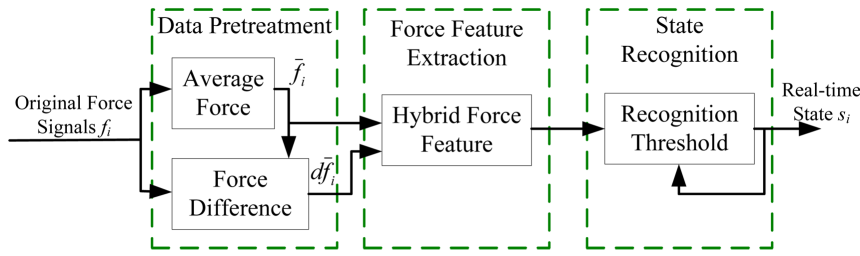 Data Pretreatment
Force Feature
Extraction
State
Recognition
Original Force
Signals fᵢ
Average
Force
f̄ᵢ
Force
Difference
df̄ᵢ
Hybrid Force
Feature
Recognition
Threshold
Real-time
State sᵢ